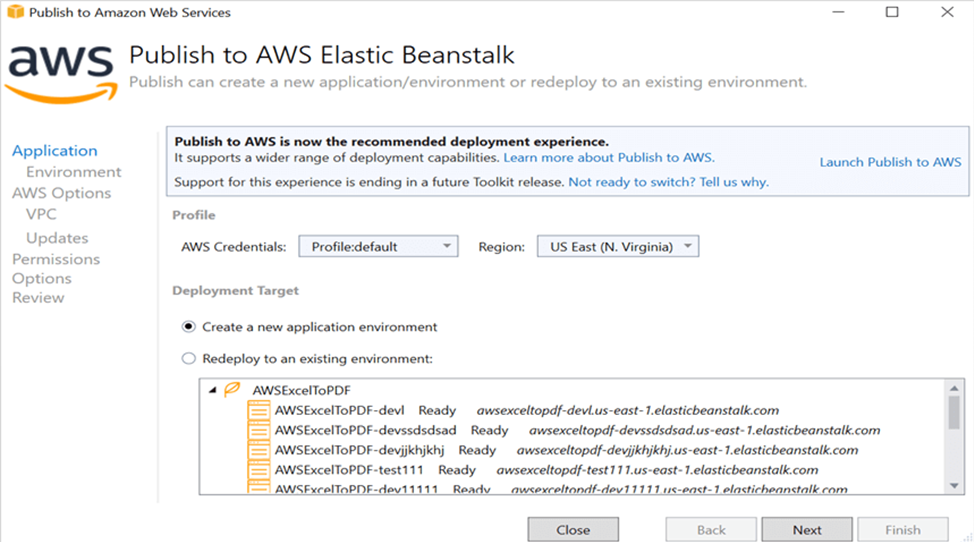 Publish to Amazon Web Services
aws
Publish to AWS Elastic Beanstalk
Publish can create a new application/environment or redeploy to an existing environment.
Application
Environment
AWS Options
VPC
Updates
Permissions
Options
Review
Publish to AWS is now the recommended deployment experience.
It supports a wider range of deployment capabilities. Learn more about Publish to AWS.
Launch Publish to AWS
Support for this experience is ending in a future Toolkit release. Not ready to switch? Tell us why.
Profile
AWS Credentials: Profile:default Region: US East (N. Virginia)
Deployment Target
Create a new application environment
Redeploy to an existing environment:
AWSExcelToPDF
AWSExcelToPDF-devl Ready awsexceltopdf-devl.us-east-1.elasticbeanstalk.com
AWSExcelToPDF-devssdsdsad Ready awsexceltopdf-devssdsdsad.us-east-1.elasticbeanstalk.com
AWSExcelToPDF-devjjkhjkhj Ready awsexceltopdf-devjjkhjkhj.us-east-1.elasticbeanstalk.com
AWSExcelToPDF-test111 Ready awsexceltopdf-test111.us-east-1.elasticbeanstalk.com
AWSExcelToPDF-dev11111 Ready awsexceltopdf-dev11111.us-east-1.elasticbeanstalk.com
Close Back Next Finish